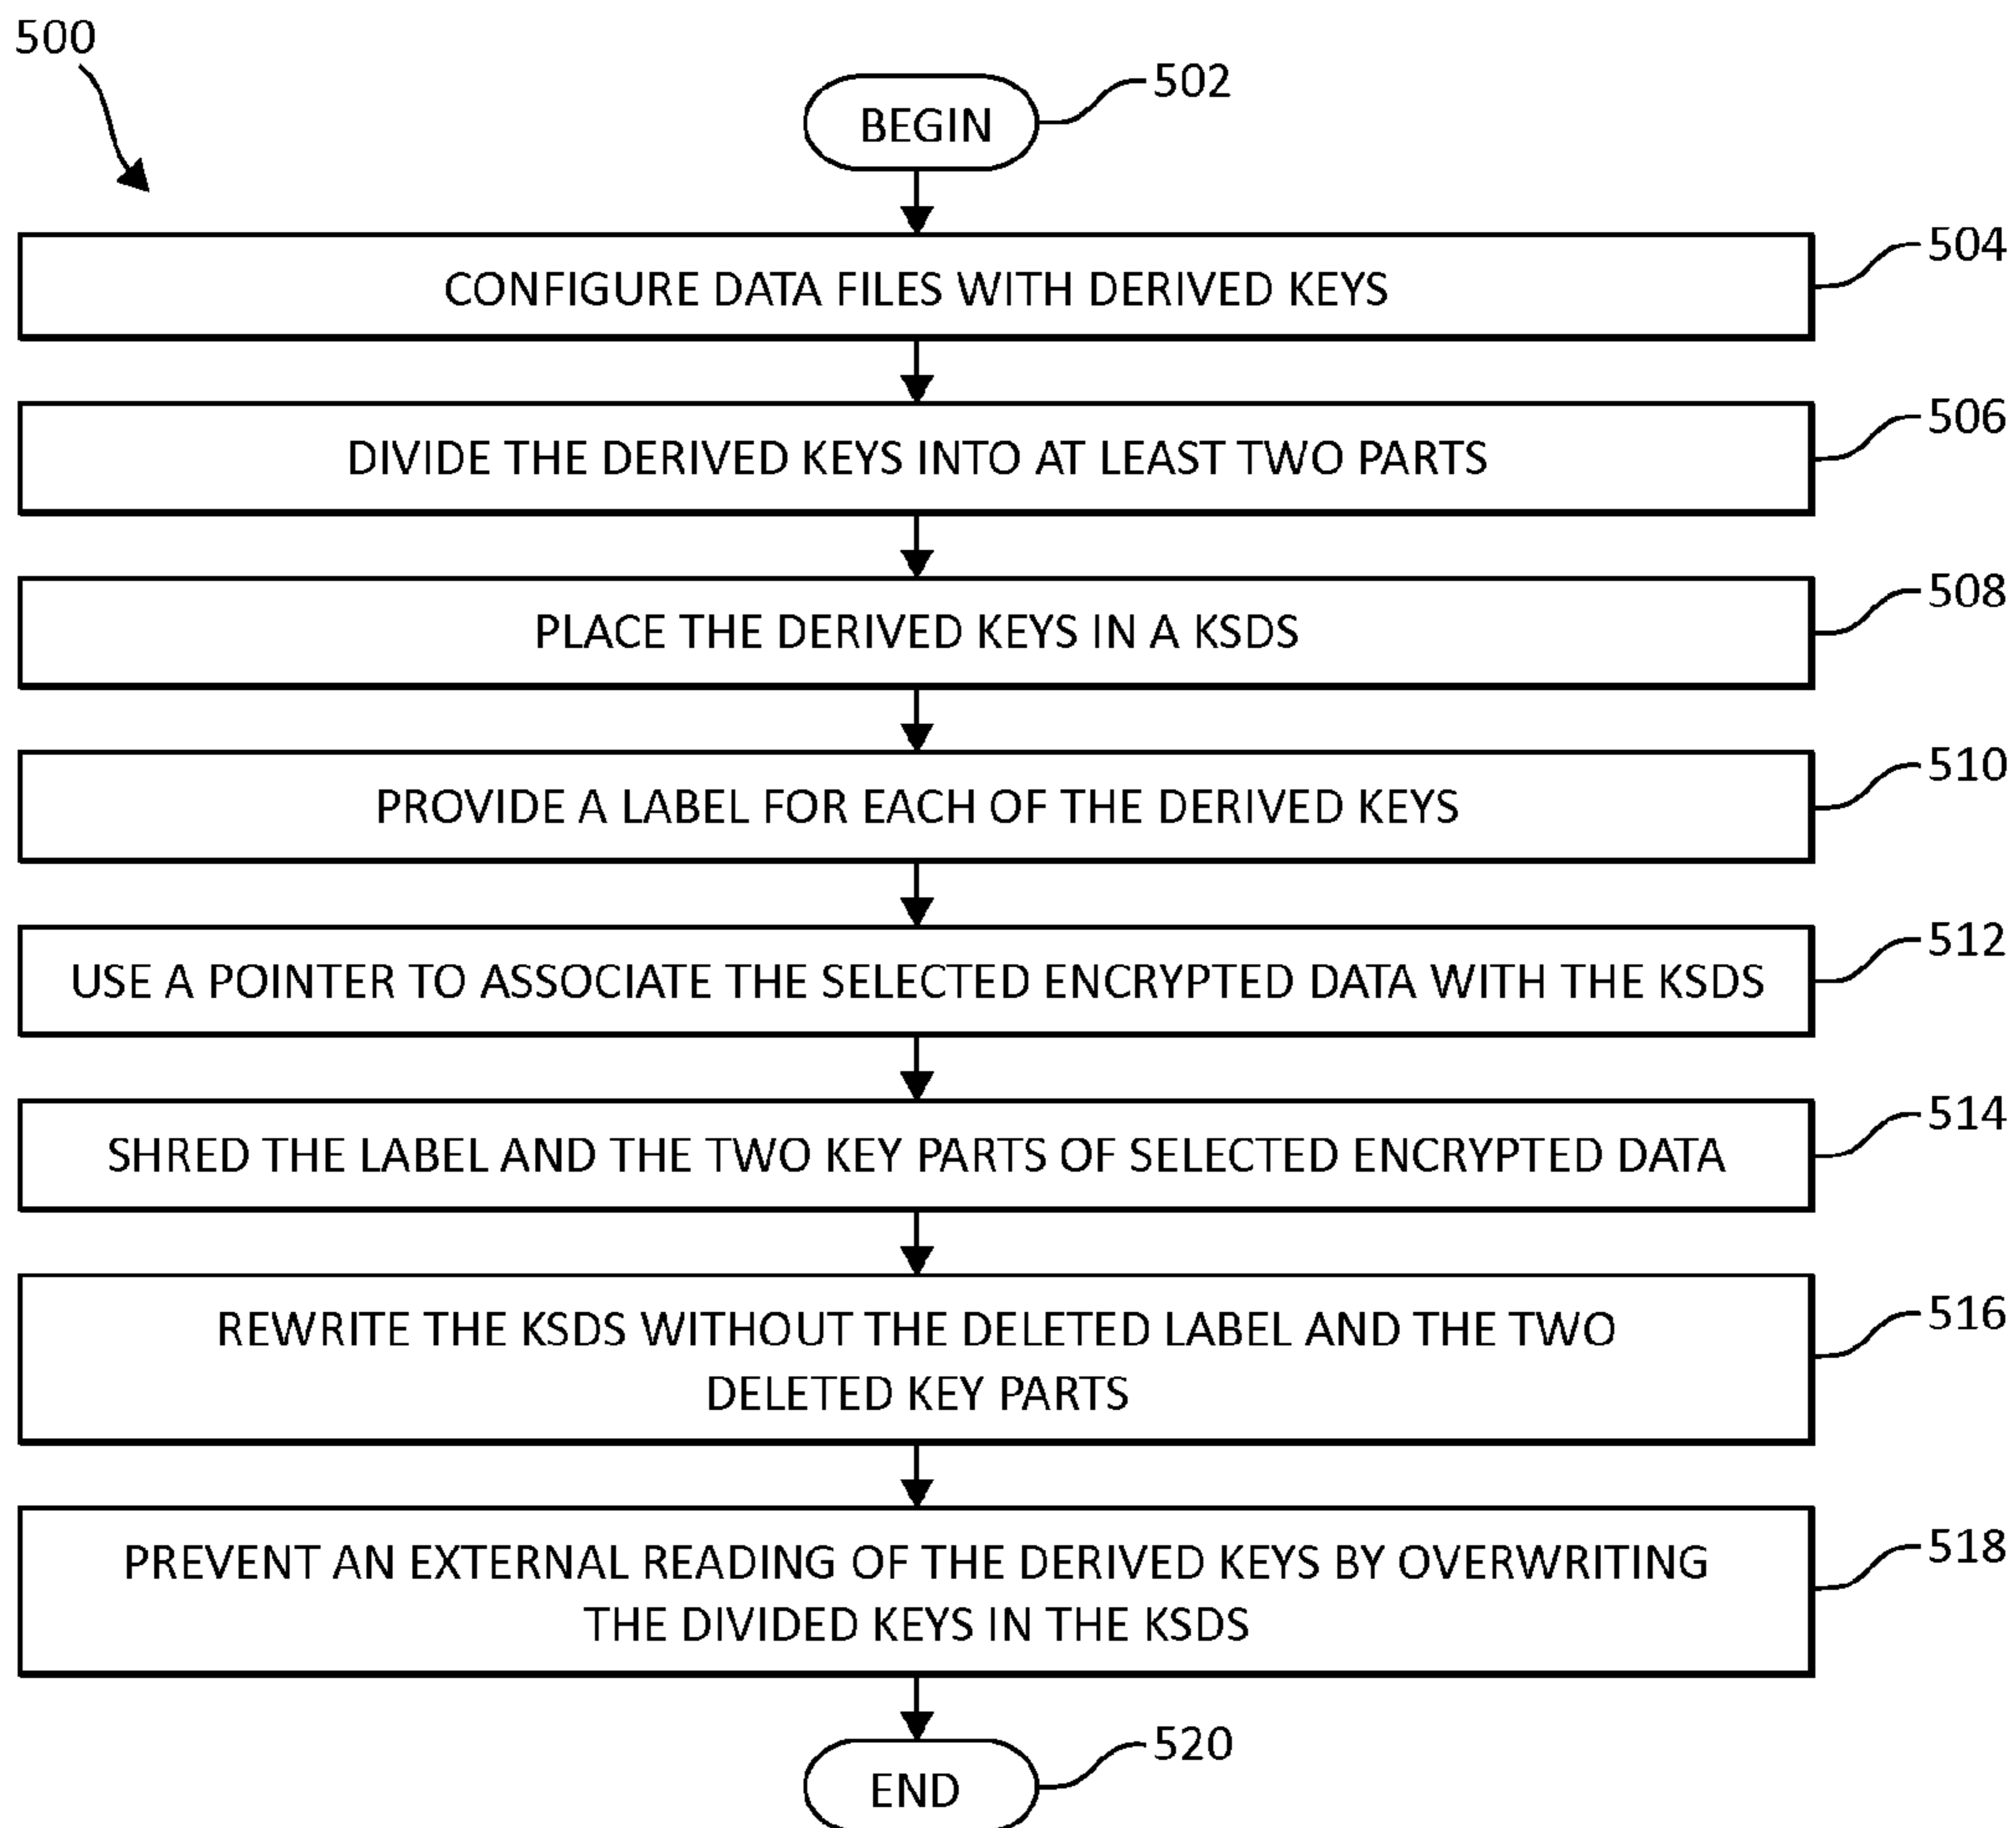 500
BEGIN
502
504
CONFIGURE DATA FILES WITH DERIVED KEYS
506
DIVIDE THE DERIVED KEYS INTO AT LEAST TWO PARTS
508
PLACE THE DERIVED KEYS IN A KSDS
510
PROVIDE A LABEL FOR EACH OF THE DERIVED KEYS
512
USE A POINTER TO ASSOCIATE THE SELECTED ENCRYPTED DATA WITH THE KSDS
514
SHRED THE LABEL AND THE TWO KEY PARTS OF SELECTED ENCRYPTED DATA
516
REWRITE THE KSDS WITHOUT THE DELETED LABEL AND THE TWO
DELETED KEY PARTS
518
PREVENT AN EXTERNAL READING OF THE DERIVED KEYS BY OVERWRITING
THE DIVIDED KEYS IN THE KSDS
520
END